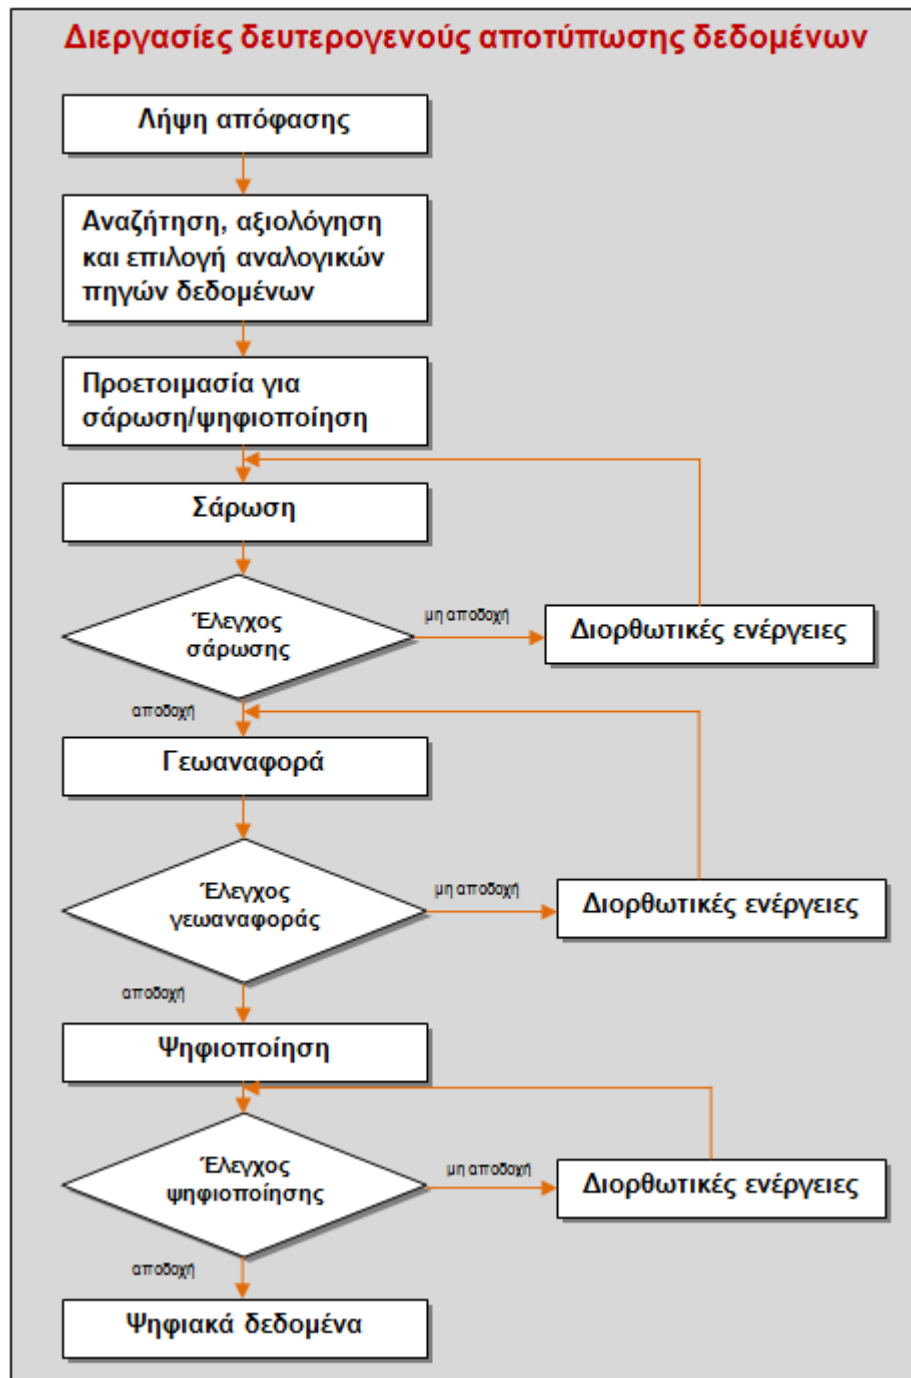 Διεργασίες δευτερογενούς αποτύπωσης δεδομένων
Λήψη απόφασης
Αναζήτηση, αξιολόγηση
και επιλογή αναλογικών
πηγών δεδομένων
Προετοιμασία για
σάρωση/ψηφιοποίηση
Σάρωση
Έλεγχος
σάρωσης
μη αποδοχή
Διορθωτικές ενέργειες
αποδοχή
Γεωαναφορά
Έλεγχος
γεωαναφοράς
μη αποδοχή
Διορθωτικές ενέργειες
αποδοχή
Ψηφιοποίηση
Έλεγχος
ψηφιοποίησης
μη αποδοχή
Διορθωτικές ενέργειες
αποδοχή
Ψηφιακά δεδομένα